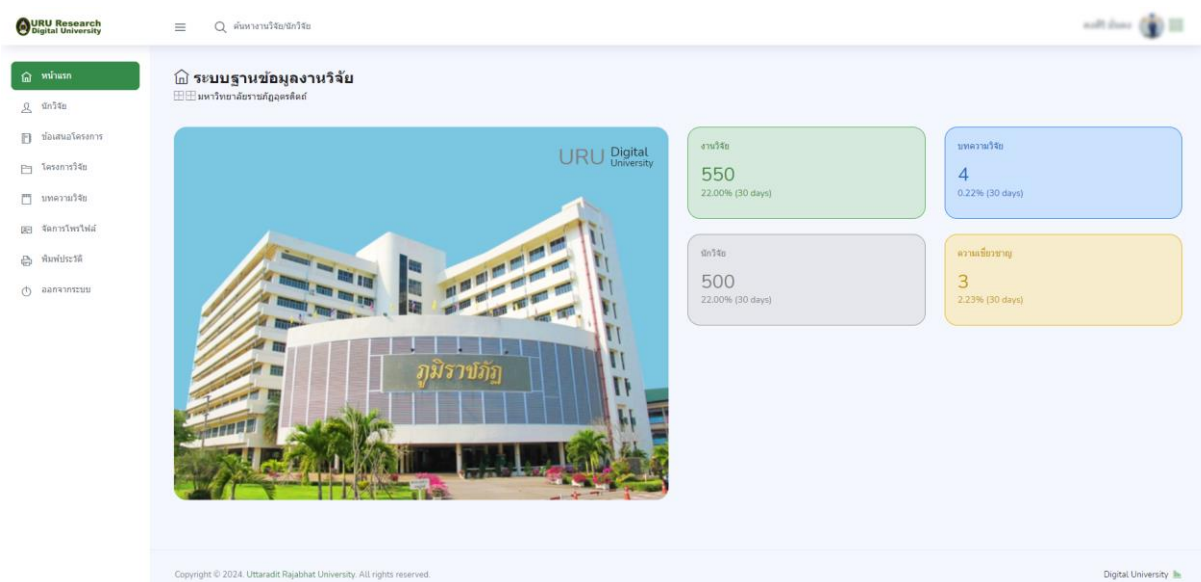 URU Research
Digital University
ค้นหางานวิจัย/นักวิจัย
หน้าแรก
นักวิจัย
ข้อเสนอโครงการ
โครงการวิจัย
บทความวิจัย
จัดการโพรไฟล์
พิมพ์ประวัติ
ออกจากระบบ
ระบบฐานข้อมูลงานวิจัย
มหาวิทยาลัยราชภัฏอุตรดิตถ์
URU Digital
University
ภูมิราชภัฏ
งานวิจัย
550
22.00% (30 days)
บทความวิจัย
4
0.22% (30 days)
นักวิจัย
500
22.00% (30 days)
ความเชี่ยวชาญ
3
2.23% (30 days)
Copyright © 2024. Uttaradit Rajabhat University. All rights reserved.
Digital University